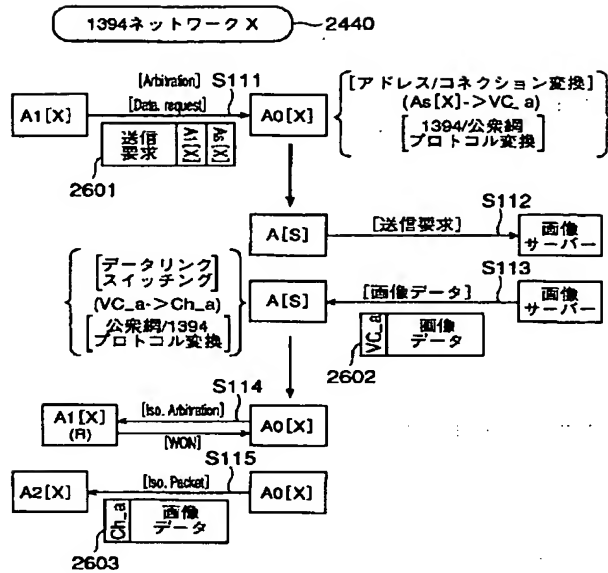 1394ネットワーク X
2440
[Arbitration]
[Data. request]
S111
A1[X]
A0[X]
[アドレス/コネクション変換]
(As[X]->VC_a)
[1394/公衆網
プロトコル変換]
送信
要求
A1[X]
As[X]
2601
A[S]
[送信要求]
S112
画像
サーバー
[データリンク
スイッチング]
(VC_a->Ch_a)
[公衆網/1394
プロトコル変換]
A[S]
[画像データ]
S113
画像
サーバー
VC_a
画像
データ
2602
A1[X]
(R)
[Iso. Arbitration]
S114
[WON]
A0[X]
A2[X]
[Iso. Packet]
S115
A0[X]
Ch_a
画像
データ
2603